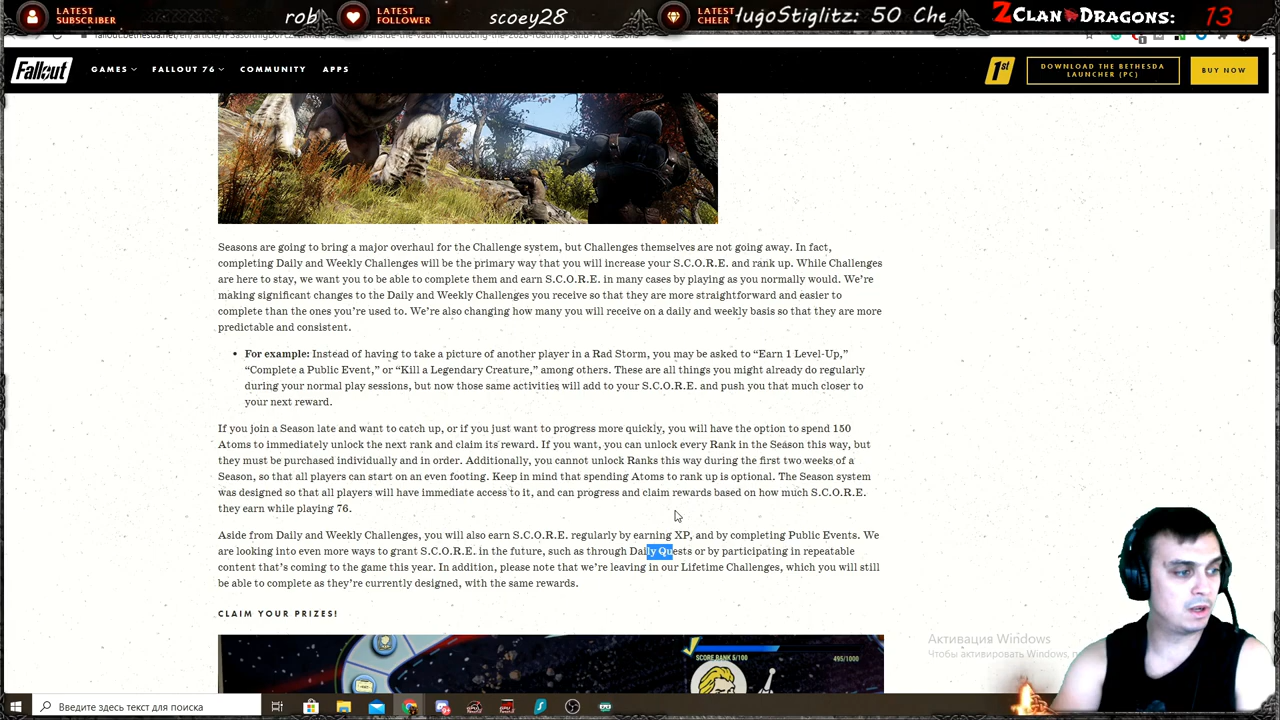 LATEST SUBSCRIBER
rob
LATEST FOLLOWER
scoey28
LATEST CHEER
HugoStiglitz: 50 Che
ZCLAN DRAGONS:
13
Fallout
GAMES
FALLOUT 76
COMMUNITY
APPS
1st
DOWNLOAD THE BETHESDA
LAUNCHER (PC)
BUY NOW
Seasons are going to bring a major overhaul for the Challenge system, but Challenges themselves are not going away. In fact,
completing Daily and Weekly Challenges will be the primary way that you will increase your S.C.O.R.E. and rank up. While Challenges
are here to stay, we want you to be able to complete them and earn S.C.O.R.E. in many cases by playing as you normally would. We're
making significant changes to the Daily and Weekly Challenges you receive so that they are more straightforward and easier to
complete than the ones you're used to. We're also changing how many you will receive on a daily and weekly basis so that they are more
predictable and consistent.
• For example: Instead of having to take a picture of another player in a Rad Storm, you may be asked to “Earn 1 Level-Up,”
“Complete a Public Event,” or “Kill a Legendary Creature,” among others. These are all things you might already do regularly
during your normal play sessions, but now those same activities will add to your S.C.O.R.E. and push you that much closer to
your next reward.
If you join a Season late and want to catch up, or if you just want to progress more quickly, you will have the option to spend 150
Atoms to immediately unlock the next rank and claim its reward. If you want, you can unlock every Rank in the Season this way, but
they must be purchased individually and in order. Additionally, you cannot unlock Ranks this way during the first two weeks of a
Season, so that all players can start on an even footing. Keep in mind that spending Atoms to rank up is optional. The Season system
was designed so that all players will have immediate access to it, and can progress and claim rewards based on how much S.C.O.R.E.
they earn while playing 76.
Aside from Daily and Weekly Challenges, you will also earn S.C.O.R.E. regularly by earning XP, and by completing Public Events. We
are looking into even more ways to grant S.C.O.R.E. in the future, such as through Daily Quests or by participating in repeatable
content that's coming to the game this year. In addition, please note that we're leaving in our Lifetime Challenges, which you will still
be able to complete as they're currently designed, with the same rewards.
CLAIM YOUR PRIZES!
SCORE RANK 5/100
495/1000
Активация Windows
Чтобы активировать Windows, п
Введите здесь текст для поиска